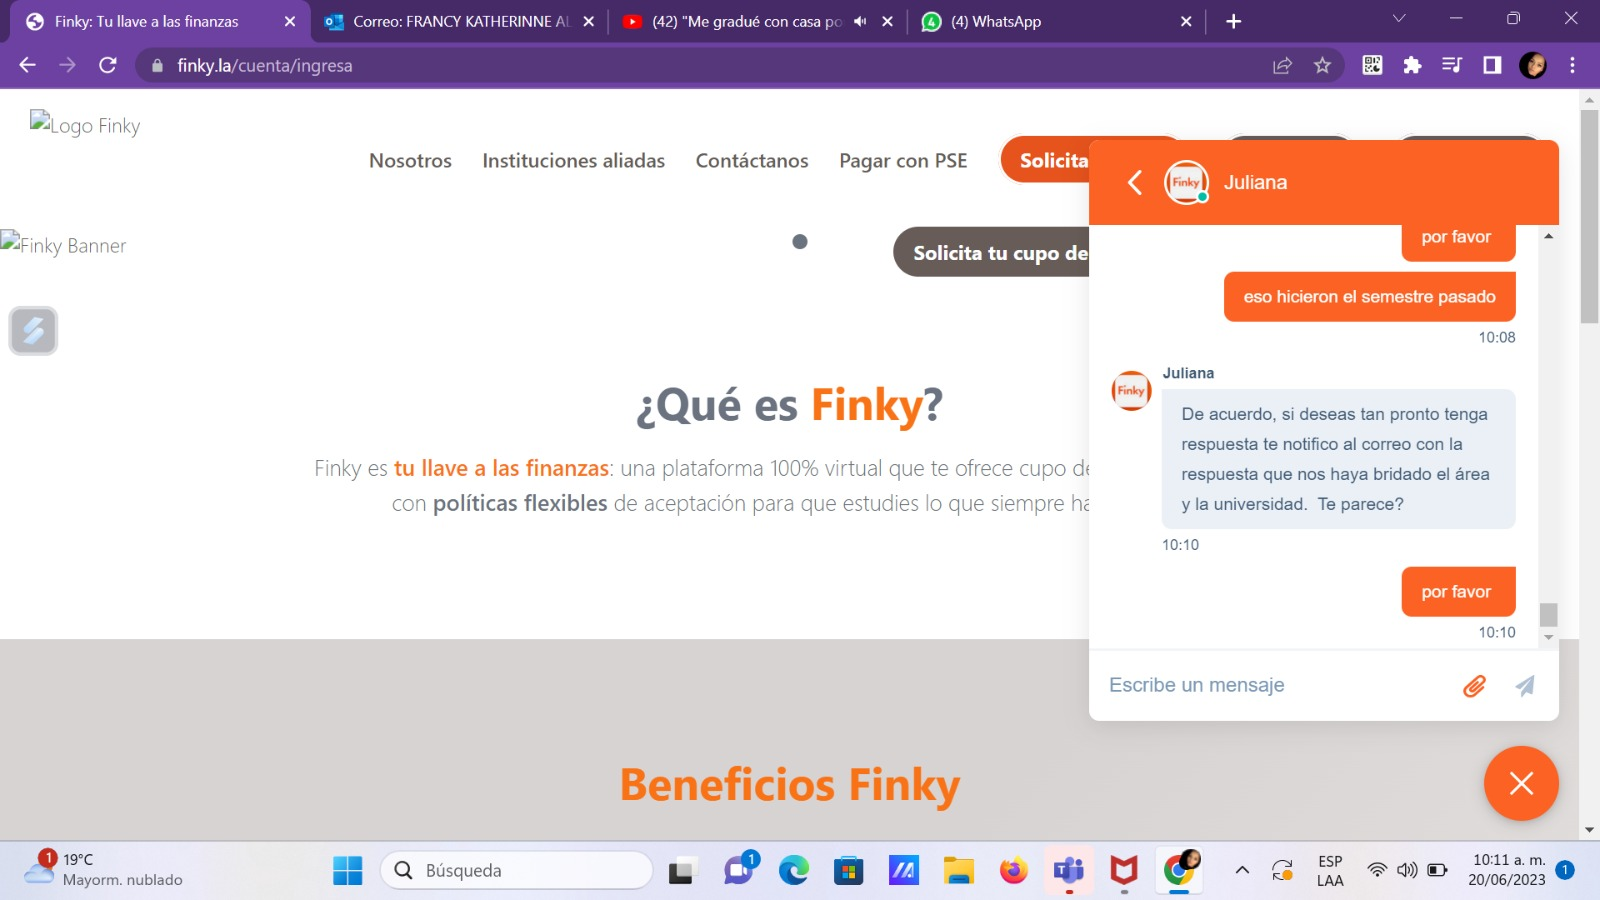 Finky: Tu llave a las finanzas
Correo: FRANCY KATHERINNE AL
(42) "Me gradué con casa po
(4) WhatsApp
finky.la/cuenta/ingresa
Logo Finky
Nosotros
Instituciones aliadas
Contáctanos
Pagar con PSE
Solicita
Finky Banner
Solicita tu cupo de
¿Qué es Finky?
Finky es tu llave a las finanzas: una plataforma 100% virtual que te ofrece cupo de
con políticas flexibles de aceptación para que estudies lo que siempre ha
Beneficios Finky
Finky
Juliana
por favor
eso hicieron el semestre pasado
10:08
Juliana
Finky
De acuerdo, si deseas tan pronto tenga
respuesta te notifico al correo con la
respuesta que nos haya bridado el área
y la universidad. Te parece?
10:10
por favor
10:10
Escribe un mensaje
1
19°C
Mayorm. nublado
Búsqueda
1
ESP
LAA
10:11 a. m.
20/06/2023
1